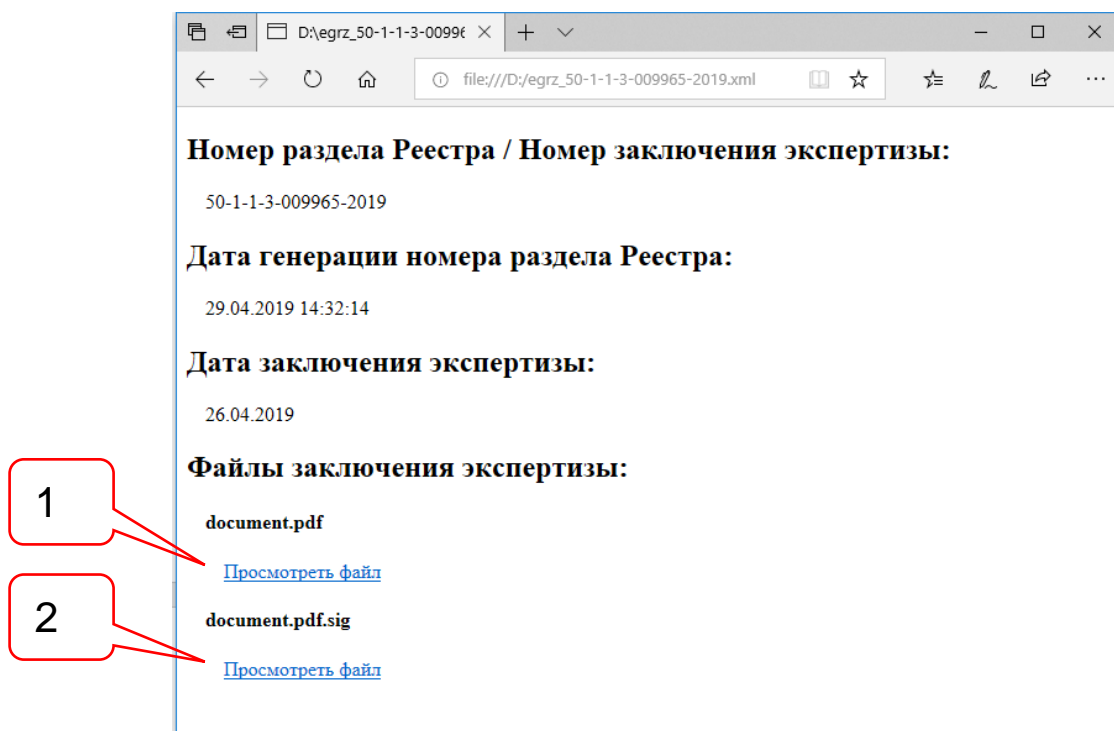 D:\egrz_50-1-1-3-0099
file:///D:/egrz_50-1-1-3-009965-2019.xml
Номер раздела Реестра / Номер заключения экспертизы:
50-1-1-3-009965-2019
Дата генерации номера раздела Реестра:
29.04.2019 14:32:14
Дата заключения экспертизы:
26.04.2019
Файлы заключения экспертизы:
1
document.pdf
Просмотреть файл
2
document.pdf.sig
Просмотреть файл